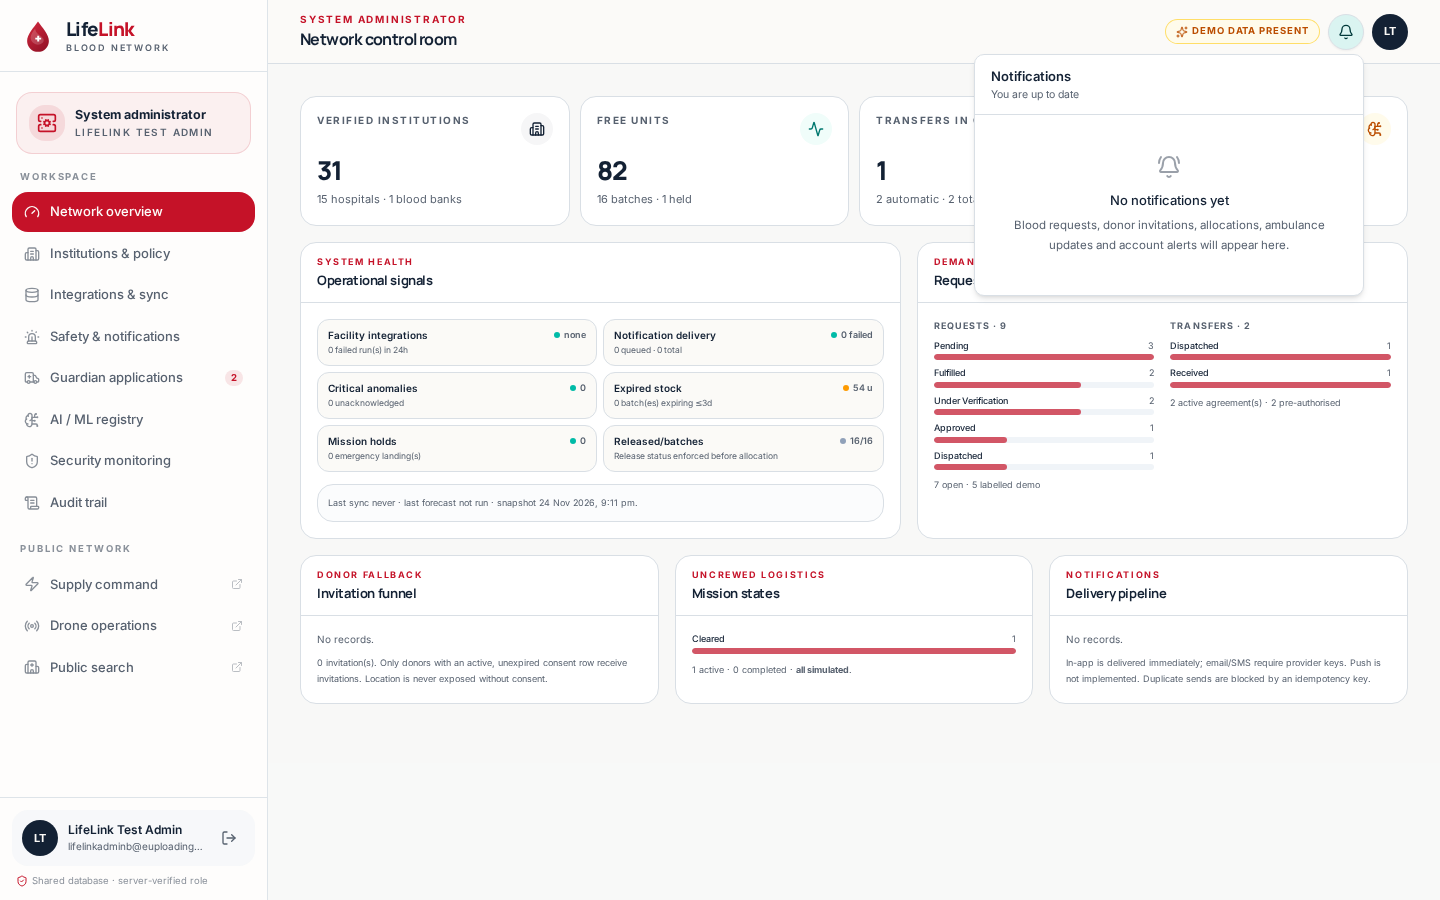 LifeLink
BLOOD NETWORK
System administrator
LIFELINK TEST ADMIN
WORKSPACE
Network overview
Institutions & policy
Integrations & sync
Safety & notifications
Guardian applications
2
AI / ML registry
Security monitoring
Audit trail
PUBLIC NETWORK
Supply command
Drone operations
Public search
LT
LifeLink Test Admin
lifelinkadminb@euploading...
Shared database · server-verified role
SYSTEM ADMINISTRATOR
Network control room
DEMO DATA PRESENT
LT
Notifications
You are up to date
No notifications yet
Blood requests, donor invitations, allocations, ambulance
updates and account alerts will appear here.
VERIFIED INSTITUTIONS
31
15 hospitals · 1 blood banks
FREE UNITS
82
16 batches · 1 held
TRANSFERS IN
1
2 automatic · 2 tot
SYSTEM HEALTH
Operational signals
Facility integrations
none
0 failed run(s) in 24h
Notification delivery
0 failed
0 queued · 0 total
Critical anomalies
0
0 unacknowledged
Expired stock
54 u
0 batch(es) expiring ≤3d
Mission holds
0
0 emergency landing(s)
Released/batches
16/16
Release status enforced before allocation
Last sync never · last forecast not run · snapshot 24 Nov 2026, 9:11 pm.
DEMAN
Reque
REQUESTS · 9
Pending 3
Fulfilled 2
Under Verification 2
Approved 1
Dispatched 1
7 open · 5 labelled demo
TRANSFERS · 2
Dispatched 1
Received 1
2 active agreement(s) · 2 pre-authorised
DONOR FALLBACK
Invitation funnel
No records.
0 invitation(s). Only donors with an active, unexpired consent row receive
invitations. Location is never exposed without consent.
UNCREWED LOGISTICS
Mission states
Cleared 1
1 active · 0 completed · all simulated.
NOTIFICATIONS
Delivery pipeline
No records.
In-app is delivered immediately; email/SMS require provider keys. Push is
not implemented. Duplicate sends are blocked by an idempotency key.